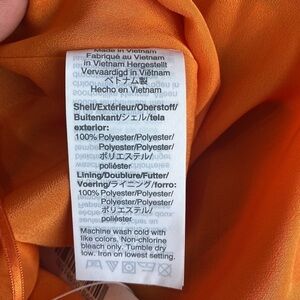 Made in Vietnam
Fabriqué au Vietnam
in Vietnam Hergestellt
Vervaardigd in Viëtnam
ベトナム製
Hecho en Vietnam
Shell/Extérieur/Oberstoff/
Buitenkant/シェル/tela
exterior:
100% Polyester/Polyester/
Polyester/Polyester/
ポリエステル/
poliéster
Lining/Doublure/Futter/
Voering/ライニング/forro:
100% Polyester/Polyester/
Polyester/Polyester/
ポリエステル/
poliéster
Machine wash cold with
like colors. Non-chlorine
bleach only. Tumble dry
low. Iron on lowest setting.